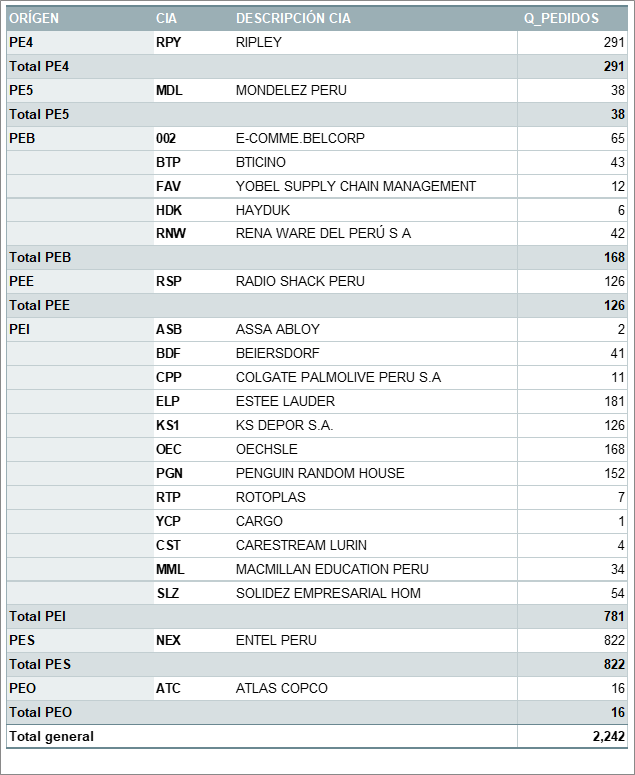 ORÍGEN CIA DESCRIPCIÓN CIA Q_PEDIDOS
PE4 RPY RIPLEY 291
Total PE4 291
PE5 MDL MONDELEZ PERU 38
Total PE5 38
PEB 002 E-COMME.BELCORP 65
BTP BTICINO 43
FAV YOBEL SUPPLY CHAIN MANAGEMENT 12
HDK HAYDUK 6
RNW RENA WARE DEL PERÚ S A 42
Total PEB 168
PEE RSP RADIO SHACK PERU 126
Total PEE 126
PEI ASB ASSA ABLOY 2
BDF BEIERSDORF 41
CPP COLGATE PALMOLIVE PERU S.A 11
ELP ESTEE LAUDER 181
KS1 KS DEPOR S.A. 126
OEC OECHSLE 168
PGN PENGUIN RANDOM HOUSE 152
RTP ROTOPLAS 7
YCP CARGO 1
CST CARESTREAM LURIN 4
MML MACMILLAN EDUCATION PERU 34
SLZ SOLIDEZ EMPRESARIAL HOM 54
Total PEI 781
PES NEX ENTEL PERU 822
Total PES 822
PEO ATC ATLAS COPCO 16
Total PEO 16
Total general 2,242